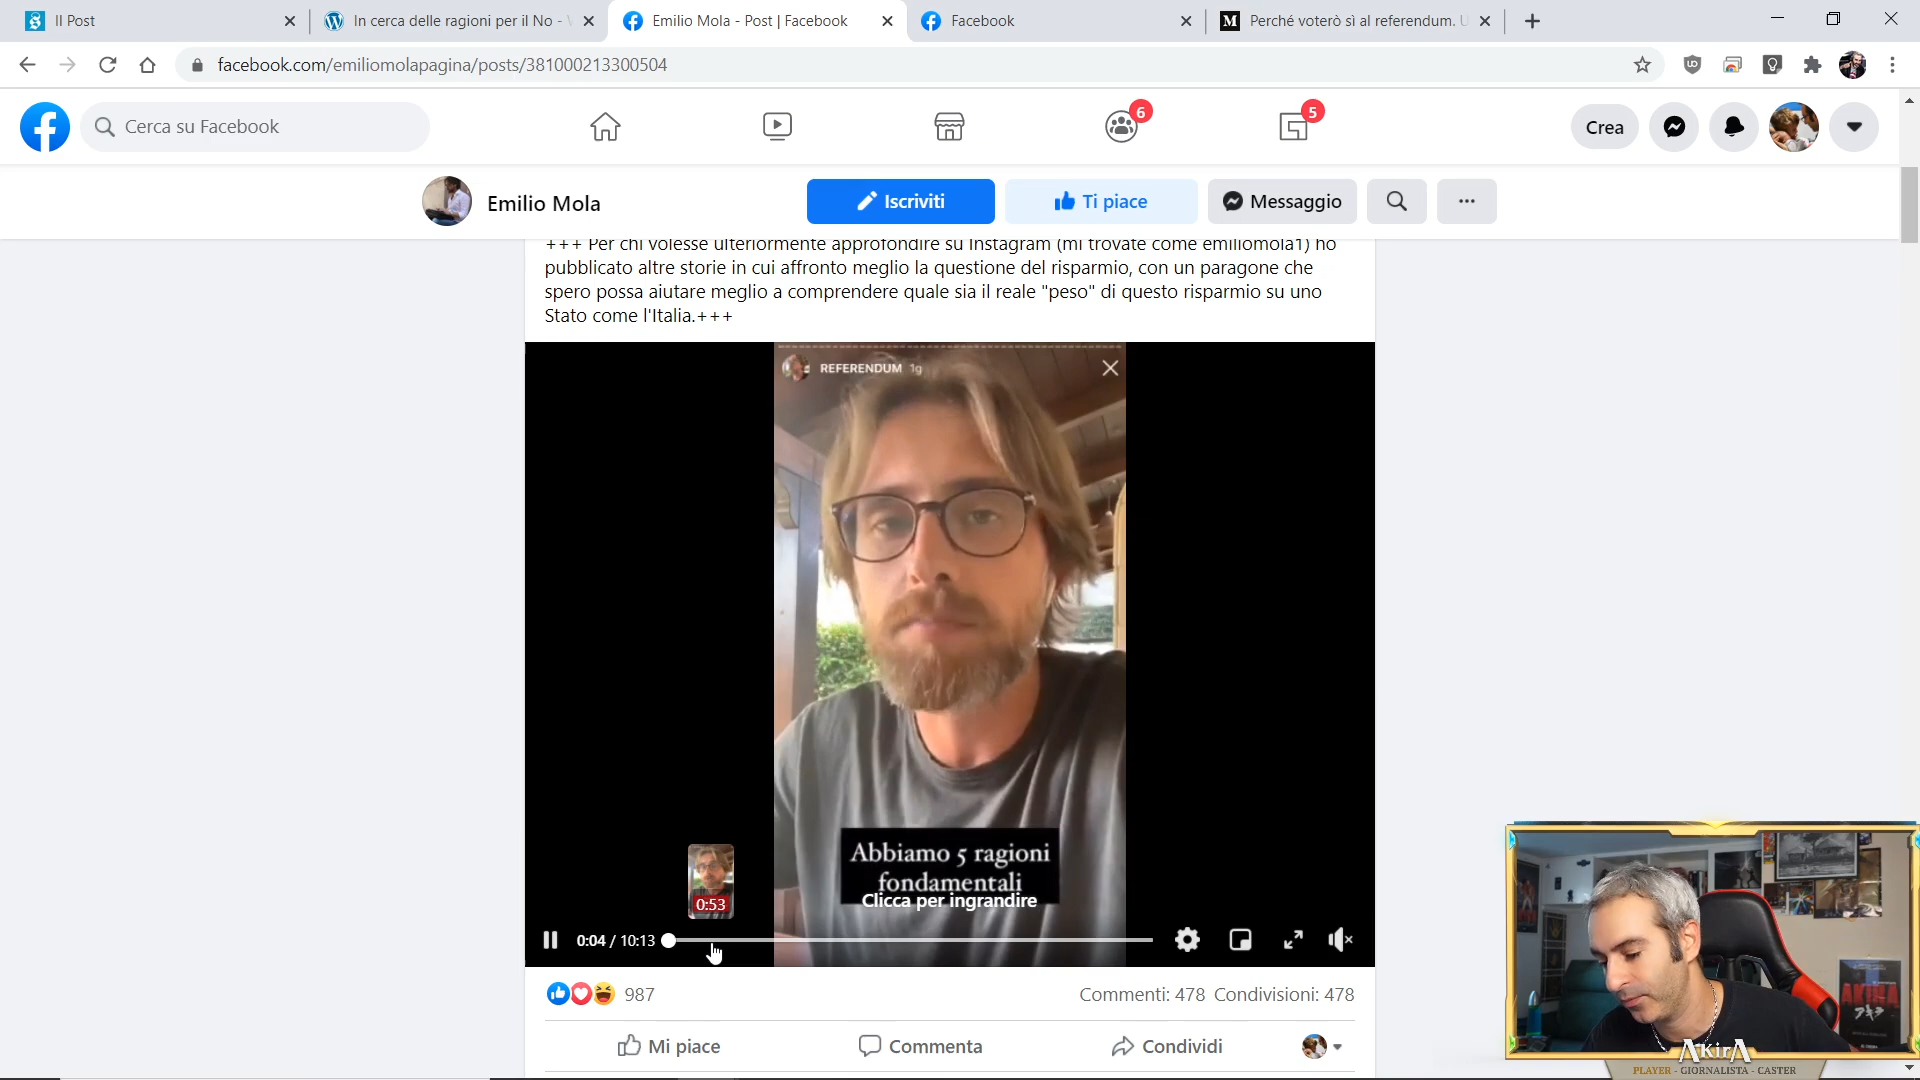 Il Post
In cerca delle ragioni per il No -
Emilio Mola - Post | Facebook
Facebook
Perché voterò sì al referendum.
facebook.com/emiliomolapagina/posts/381000213300504
Cerca su Facebook
6
5
Crea
Emilio Mola
Iscriviti
Ti piace
Messaggio
+++ Per chi volesse ulteriormente approfondire su Instagram (mi trovate come emiliomola1) ho
pubblicato altre storie in cui affronto meglio la questione del risparmio, con un paragone che
spero possa aiutare meglio a comprendere quale sia il reale "peso" di questo risparmio su uno
Stato come l'Italia.+++
REFERENDUM 1g
Abbiamo 5 ragioni
fondamentali
Clicca per ingrandire
0:53
0:04 / 10:13
987
Commenti: 478 Condivisioni: 478
Mi piace
Commenta
Condividi
AKIRA
アキラ
AKirA
PLAYER - GIORNALISTA - CASTER